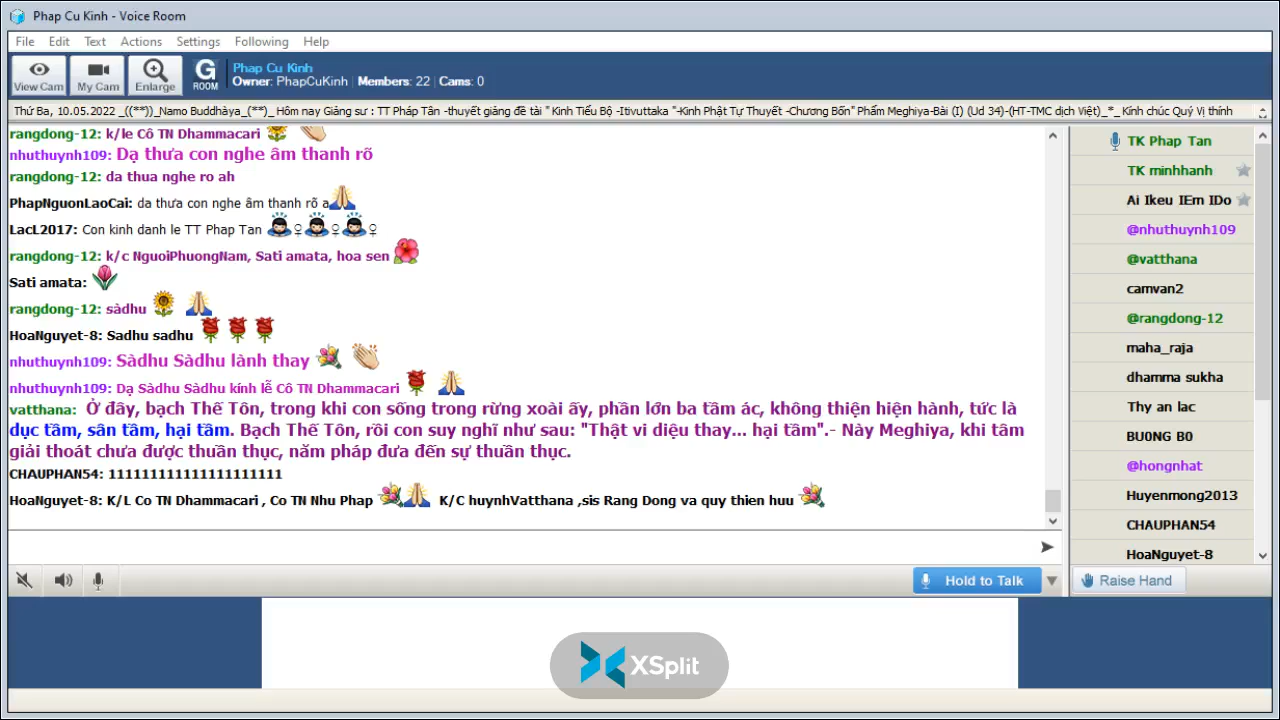 Phap Cu Kinh - Voice Room
File Edit Text Actions Settings Following Help
View Cam My Cam Enlarge G ROOM
Phap Cu Kinh
Owner: PhapCuKinh | Members: 22 | Cams: 0
Thứ Ba, 10.05.2022 _((**))_Namo Buddhàya_(**)_ Hôm nay Giảng sư : TT Pháp Tân -thuyết giảng đề tài " Kinh Tiểu Bộ -Itivuttaka "-Kinh Phật Tự Thuyết -Chương Bốn" Phẩm Meghiya-Bài (I) (Ud 34)-(HT-TMC dịch Việt)_*_ Kính chúc Quý Vị thính
rangdong-12: k/le Cô TN Dhammacari
nhuthuynh109: Dạ thưa con nghe âm thanh rõ
rangdong-12: da thua nghe ro ah
PhapNguonLaoCai: da thưa con nghe âm thanh rõ a
LacL2017: Con kinh danh le TT Phap Tan ♀ ♀ ♀
rangdong-12: k/c NguoiPhuongNam, Sati amata, hoa sen
Sati amata:
rangdong-12: sàdhu
HoaNguyet-8: Sadhu sadhu
nhuthuynh109: Sàdhu Sàdhu lành thay
nhuthuynh109: Dạ Sàdhu Sàdhu kính lễ Cô TN Dhammacari
vatthana: Ở đây, bạch Thế Tôn, trong khi con sống trong rừng xoài ấy, phần lớn ba tầm ác, không thiện hiện hành, tức là
dục tầm, sân tầm, hại tầm. Bạch Thế Tôn, rồi con suy nghĩ như sau: "Thật vi diệu thay... hại tầm".- Này Meghiya, khi tâm
giải thoát chưa được thuần thục, năm pháp đưa đến sự thuần thục.
CHAUPHAN54: 111111111111111111111
HoaNguyet-8: K/L Co TN Dhammacari , Co TN Nhu Phap K/C huynhVatthana ,sis Rang Dong va quy thien huu
Hold to Talk
TK Phap Tan
TK minhhanh
Ai Ikeu IEm IDo
@nhuthuynh109
@vatthana
camvan2
@rangdong-12
maha_raja
dhamma sukha
Thy an lac
BU0NG B0
@hongnhat
Huyenmong2013
CHAUPHAN54
HoaNguyet-8
Raise Hand
XSplit